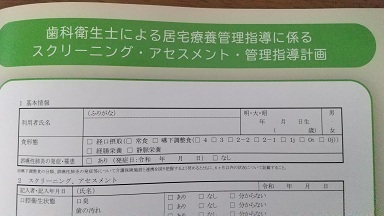 歯科衛生士による居宅療養管理指導に係る
スクリーニング・アセスメント・管理指導計画
1 基本情報
利用者氏名
(ふりがな)
明・大・昭
年 月 日生
( 歳) 女
食形態
□ 経口摂取(□ 常食 □ 嚥下調整食(□ 4 □ 3 □ 2-2 □ 2-1 □ 1j □ 0t □ 0j))
□ 経腸栄養 □ 静脈栄養
誤嚥性肺炎の発症・罹患
□ あり(発症日:令和 年 月 日) □ なし
2 スクリーニング、アセスメント
記入者・記入年月日
(氏名)
令和 年 月 日
口腔衛生状態
口臭
□ あり □ なし □ 分からない
歯の汚れ
□ あり □ なし □ 分からない